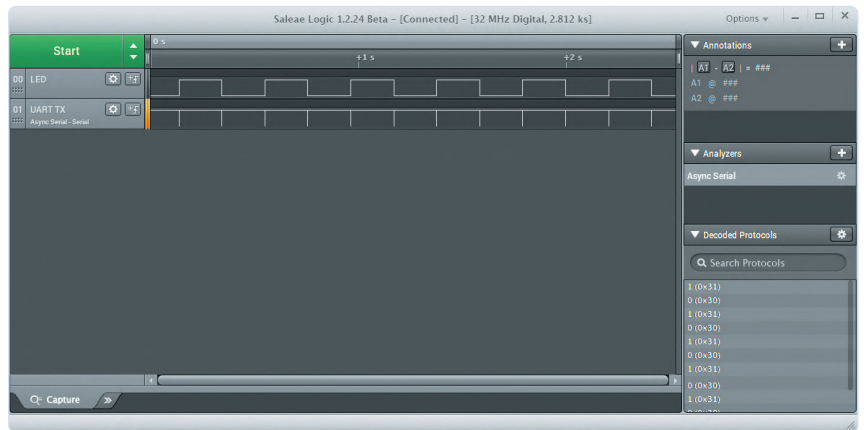 Saleae Logic 1.2.24 Beta - [Connected] - [32 MHz Digital, 2.812 ks]
Options
Start
0 s
+1 s
+2 s
00 LED
01 UART TX
Async Serial - Serial
Annotations
| A1 - A2 | = ###
A1 @ ###
A2 @ ###
Analyzers
Async Serial
Decoded Protocols
Search Protocols
1 (0x31)
0 (0x30)
1 (0x31)
0 (0x30)
1 (0x31)
0 (0x30)
1 (0x31)
0 (0x30)
1 (0x31)
Capture